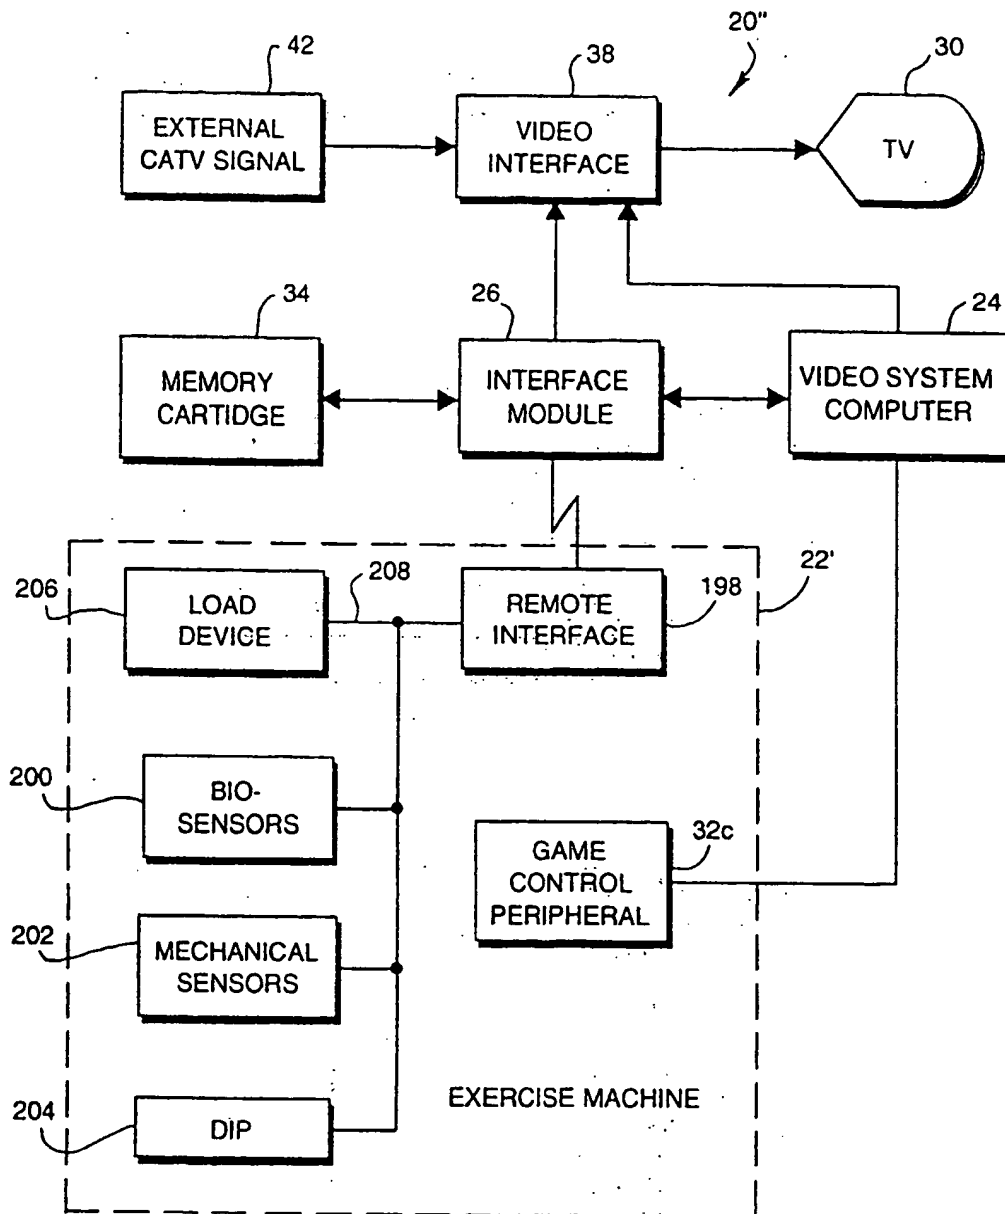 42
38
20"
30
EXTERNAL
CATV SIGNAL
VIDEO
INTERFACE
TV
34
26
24
MEMORY
CARTIDGE
INTERFACE
MODULE
VIDEO SYSTEM
COMPUTER
206
LOAD
DEVICE
208
REMOTE
INTERFACE
198
22'
200
BIO-
SENSORS
GAME
CONTROL
PERIPHERAL
32c
202
MECHANICAL
SENSORS
204
DIP
EXERCISE MACHINE